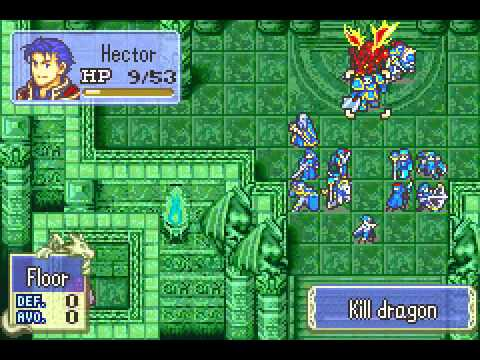 Hector
HP 9/53
Floor
DEF. 0
AVO. 0
Kill dragon